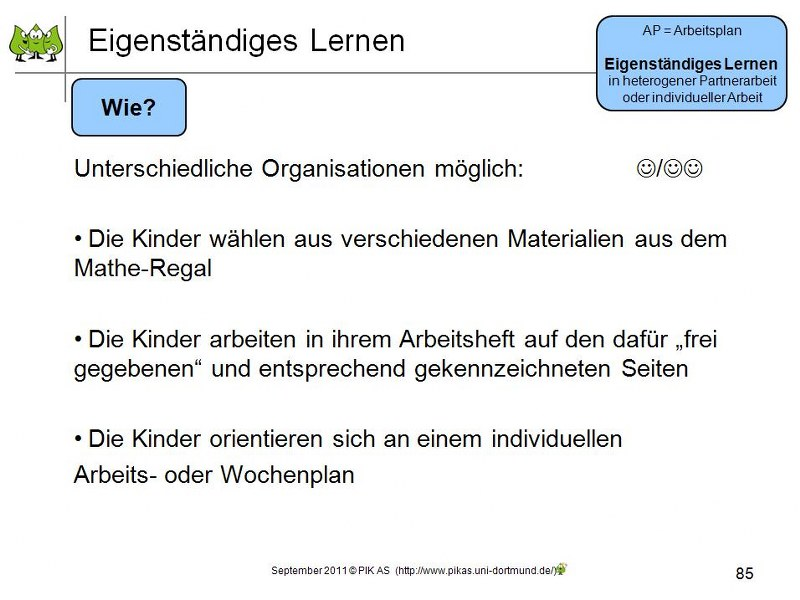 Eigenständiges Lernen
AP = Arbeitsplan
Eigenständiges Lernen
in heterogener Partnerarbeit
oder individueller Arbeit
Wie?
Unterschiedliche Organisationen möglich: ☺/☺☺
• Die Kinder wählen aus verschiedenen Materialien aus dem
Mathe-Regal
• Die Kinder arbeiten in ihrem Arbeitsheft auf den dafür „frei
gegebenen“ und entsprechend gekennzeichneten Seiten
• Die Kinder orientieren sich an einem individuellen
Arbeits- oder Wochenplan
September 2011 © PIK AS (http://www.pikas.uni-dortmund.de/)
85